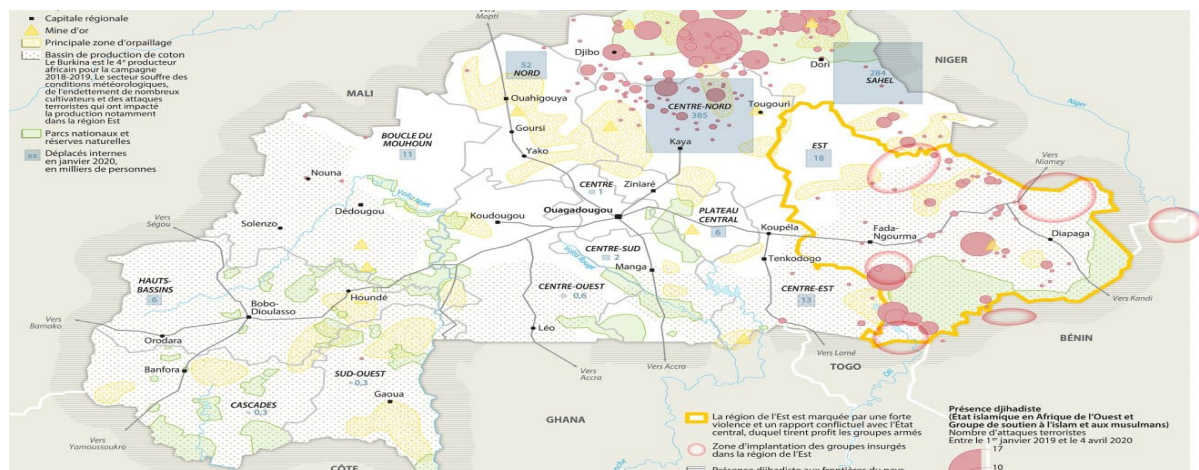 Capitale régionale
Mine d'or
Principale zone d'orpaillage
Bassin de production de coton
Le Burkina est le 4e producteur
africain pour la campagne
2018-2019. Le secteur souffre des
conditions météorologiques,
de l'endettement de nombreux
cultivateurs et des attaques
terroristes qui ont impacté
la production notamment
dans la région Est
Parcs nationaux et
réserves naturelles
xx Déplacés internes
en janvier 2020,
en milliers de personnes
Vers
Mopti
MALI
52
NORD
Ouahigouya
Goursi
Yako
Djibo
Dori
284
SAHEL
NIGER
Niger
CENTRE-NORD
385
Tougouri
Kaya
BOUCLE DU
MOUHOUN
11
Nouna
Dédougou
Solenzo
Vers
Ségou
CENTRE
1
Ziniaré
Ouagadougou
Koudougou
PLATEAU
CENTRAL
6
EST
18
Vers
Niamey
Koupéla
Fada-
Ngourma
Diapaga
Tenkodogo
CENTRE-SUD
2
Manga
CENTRE-OUEST
0,6
CENTRE-EST
13
Vers Kandi
HAUTS-
BASSINS
6
Bobo-
Dioulasso
Houndé
Vers
Bamako
Orodara
Banfora
Léo
SUD-OUEST
0,3
Gaoua
CASCADES
0,3
Vers
Yamoussoukro
Vers
Accra
Vers Accra
Vers Lomé
TOGO
BÉNIN
GHANA
CÔTE
La région de l'Est est marquée par une forte
violence et un rapport conflictuel avec l'État
central, duquel tirent profit les groupes armés
Zone d'implantation des groupes insurgés
dans la région de l'Est
Présence djihadiste aux frontières du pays
Présence djihadiste
(État islamique en Afrique de l'Ouest et
Groupe de soutien à l'islam et aux musulmans)
Nombre d'attaques terroristes
Entre le 1er janvier 2019 et le 4 avril 2020
17
10